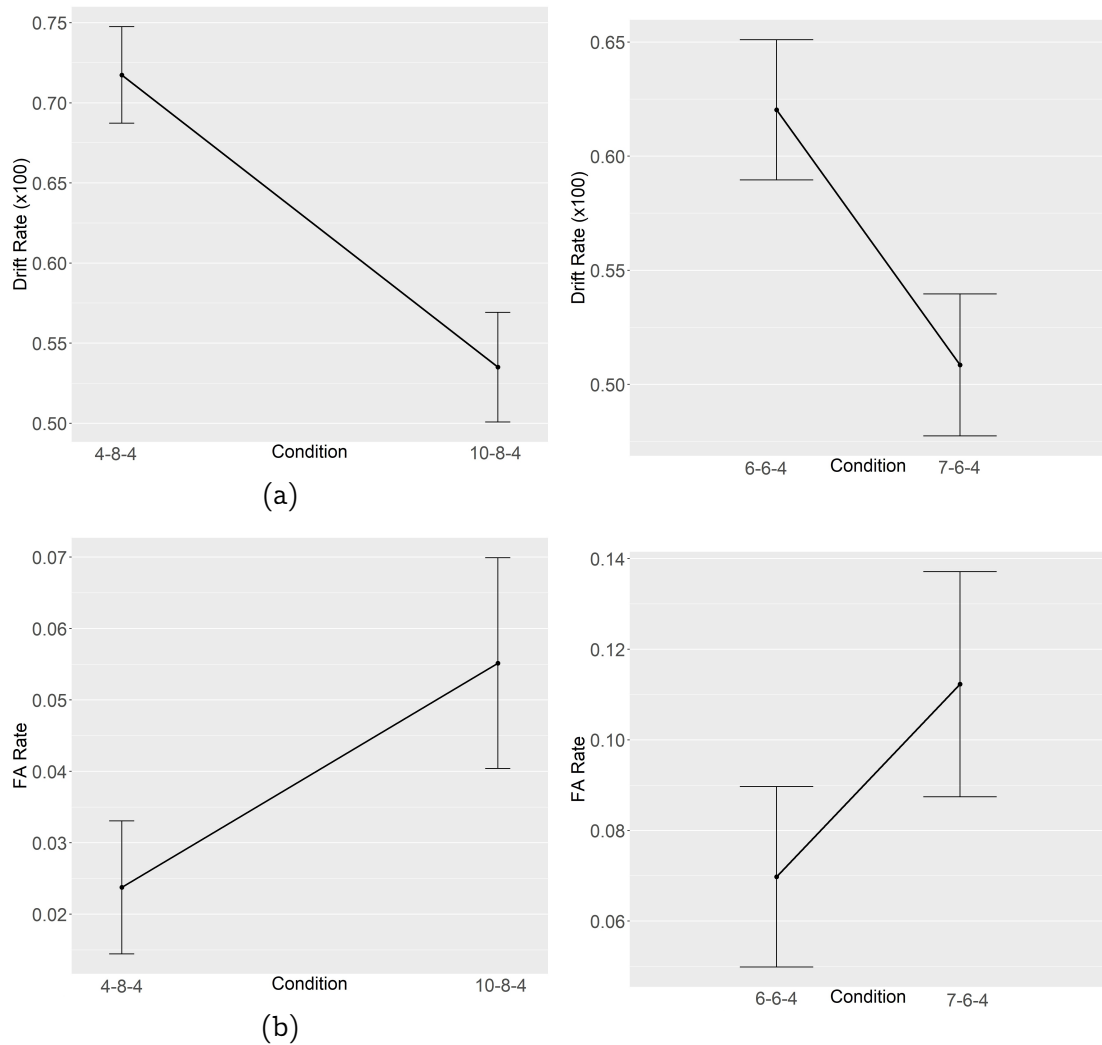 Drift Rate (x100)
0.75
0.70
0.65
0.60
0.55
0.50
4-8-4
Condition
10-8-4
Drift Rate (x100)
0.65
0.60
0.55
0.50
6-6-4
Condition
7-6-4
(a)
FA Rate
0.07
0.06
0.05
0.04
0.03
0.02
4-8-4
Condition
10-8-4
FA Rate
0.14
0.12
0.10
0.08
0.06
6-6-4
Condition
7-6-4
(b)